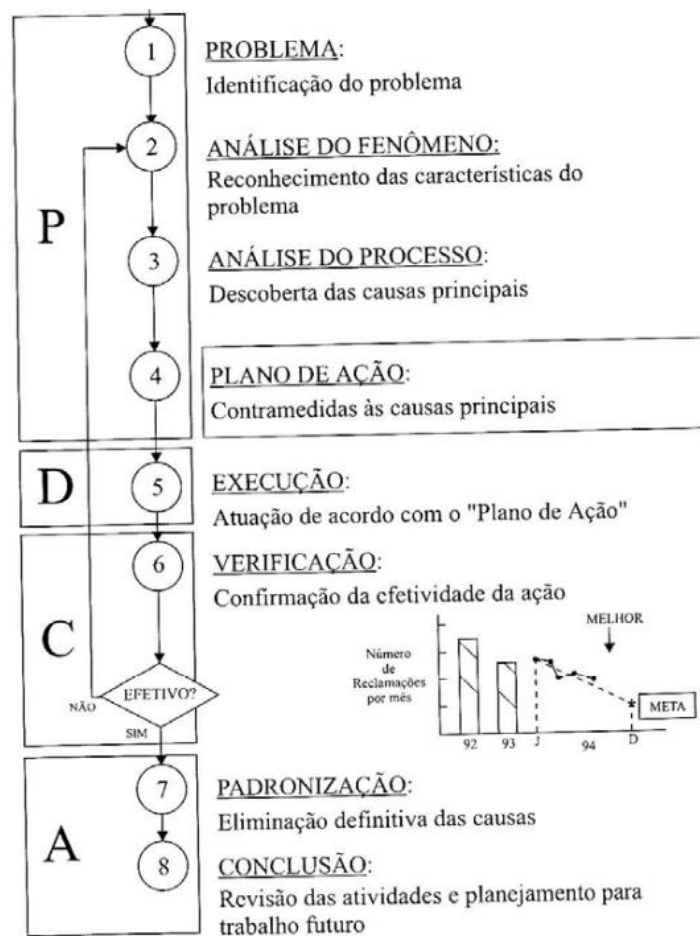 P
1
PROBLEMA:
Identificação do problema
2
ANÁLISE DO FENÔMENO:
Reconhecimento das características do
problema
3
ANÁLISE DO PROCESSO:
Descoberta das causas principais
4
PLANO DE AÇÃO:
Contramedidas às causas principais
D
5
EXECUÇÃO:
Atuação de acordo com o "Plano de Ação"
C
6
VERIFICAÇÃO:
Confirmação da efetividade da ação
EFETIVO?
NÃO
SIM
Número
de
Reclamações
por mês
MELHOR
META
92 93 J 94 D
A
7
PADRONIZAÇÃO:
Eliminação definitiva das causas
8
CONCLUSÃO:
Revisão das atividades e planejamento para
trabalho futuro